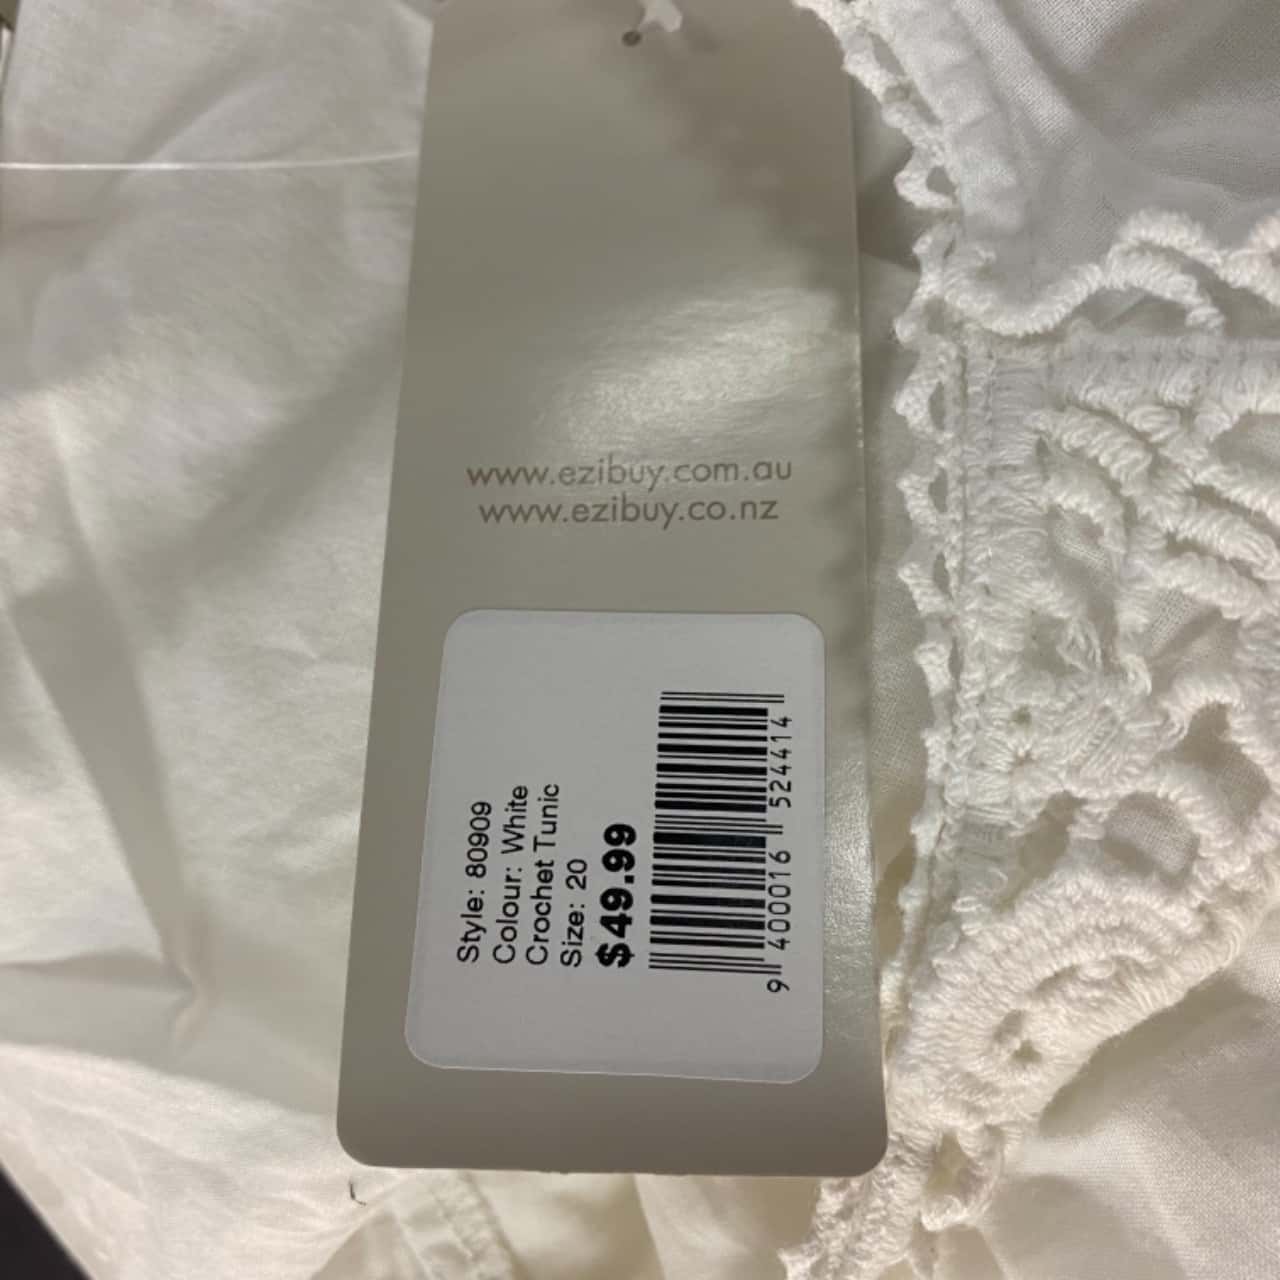 www.ezibuy.com.au
www.ezibuy.co.nz
Style: 80909
Colour: White
Crochet Tunic
Size: 20
$49.99
9 400016 524414